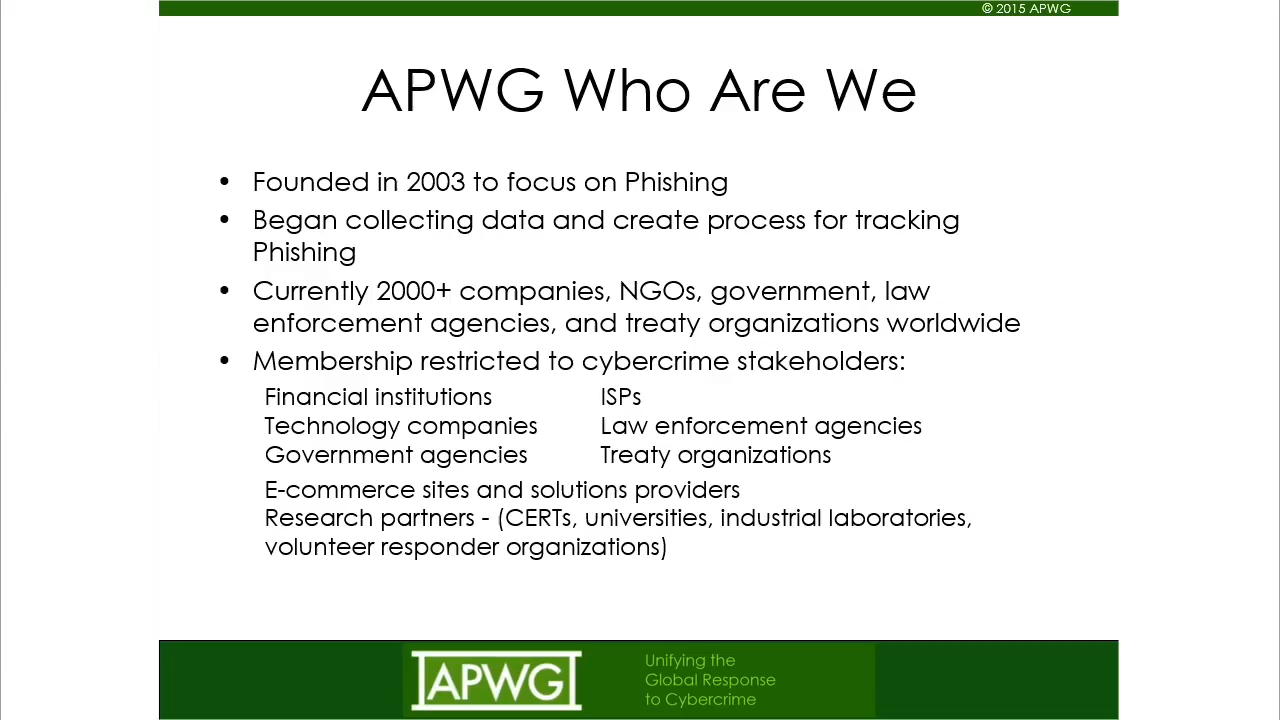 © 2015 APWG
APWG Who Are We
• Founded in 2003 to focus on Phishing
• Began collecting data and create process for tracking
Phishing
• Currently 2000+ companies, NGOs, government, law
enforcement agencies, and treaty organizations worldwide
• Membership restricted to cybercrime stakeholders:
Financial institutions ISPs
Technology companies Law enforcement agencies
Government agencies Treaty organizations
E-commerce sites and solutions providers
Research partners - (CERTs, universities, industrial laboratories,
volunteer responder organizations)
APWG
Unifying the
Global Response
to Cybercrime